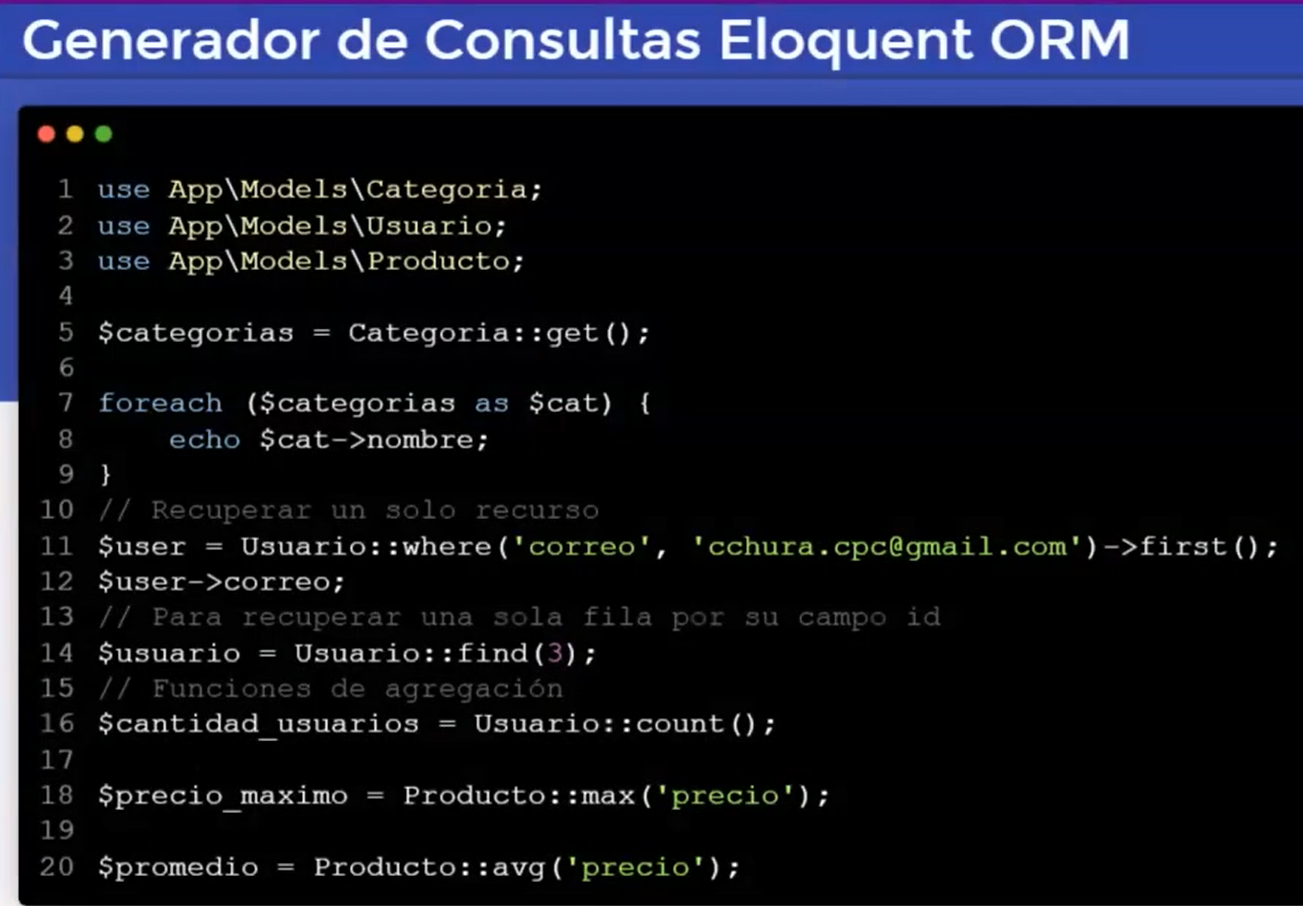 Generador de Consultas Eloquent ORM
1 use App\Models\Categoria;
2 use App\Models\Usuario;
3 use App\Models\Producto;
4
5 $categorias = Categoria::get();
6
7 foreach ($categorias as $cat) {
8     echo $cat->nombre;
9 }
10 // Recuperar un solo recurso
11 $user = Usuario::where('correo', 'cchura.cpc@gmail.com')->first();
12 $user->correo;
13 // Para recuperar una sola fila por su campo id
14 $usuario = Usuario::find(3);
15 // Funciones de agregación
16 $cantidad_usuarios = Usuario::count();
17
18 $precio_maximo = Producto::max('precio');
19
20 $promedio = Producto::avg('precio');